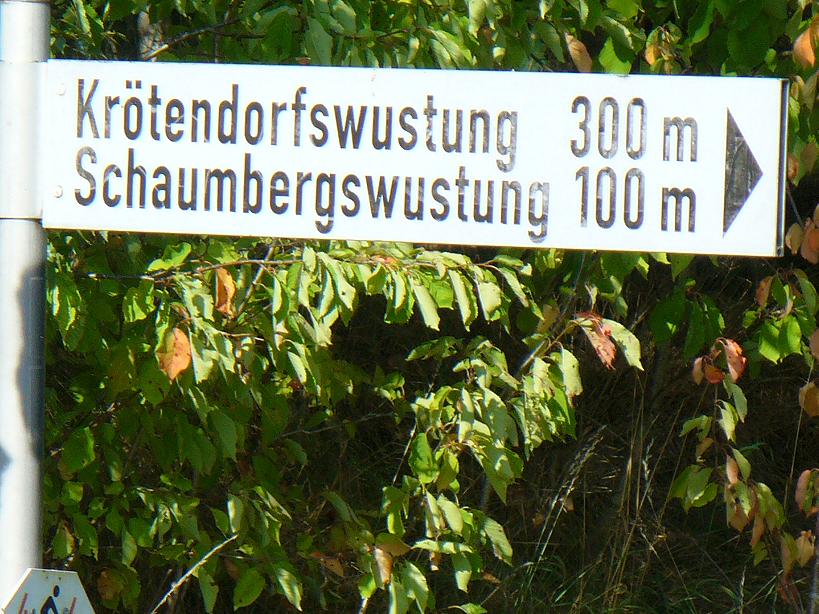 Krötendorfswustung 300 m
Schaumbergswustung 100 m